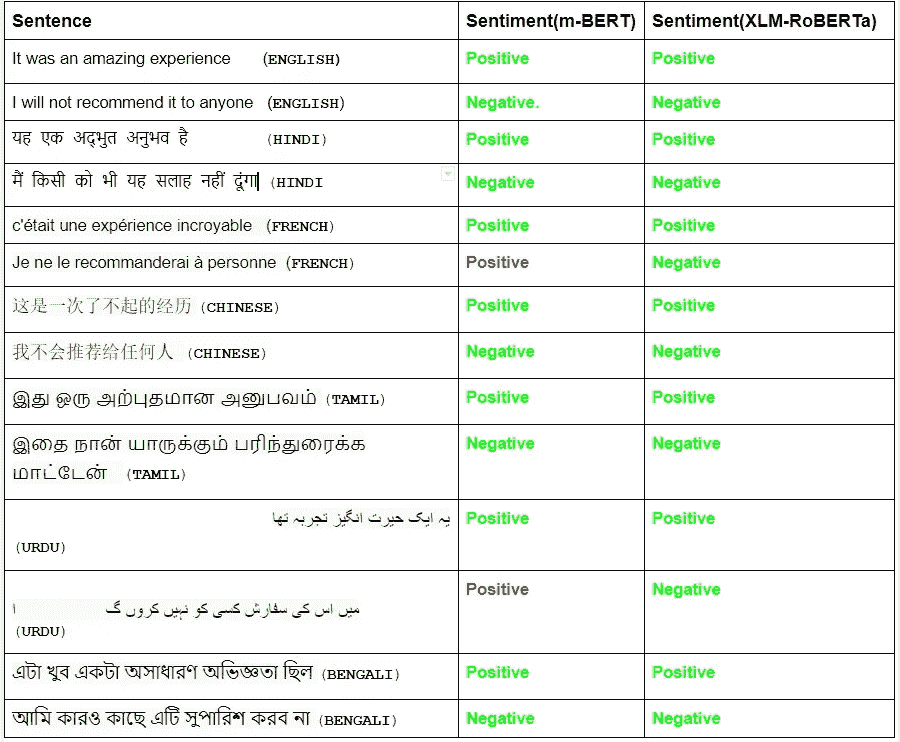 Sentence Sentiment(m-BERT) Sentiment(XLM-RoBERTa)
It was an amazing experience (ENGLISH) Positive Positive
I will not recommend it to anyone (ENGLISH) Negative. Negative
यह एक अद्भुत अनुभव है (HINDI) Positive Positive
मैं किसी को भी यह सलाह नहीं दूंगा (HINDI Negative Negative
c'était une expérience incroyable (FRENCH) Positive Positive
Je ne le recommanderai à personne (FRENCH) Positive Negative
这是一次了不起的经历 (CHINESE) Positive Positive
我不会推荐给任何人 (CHINESE) Negative Negative
இது ஒரு அற்புதமான அனுபவம் (TAMIL) Positive Positive
இதை நான் யாருக்கும் பரிந்துரைக்க Negative Negative
மாட்டேன் (TAMIL)
یہ ایک حیرت انگیز تجربہ تھا Positive Positive
(URDU)
Positive Negative
میں اس کی سفارش کسی کو نہیں کروں گ ا
(URDU)
এটা খুব একটা অসাধারণ অভিজ্ঞতা ছিল (BENGALI) Positive Positive
আমি কারও কাছে এটি সুপারিশ করব না (BENGALI) Negative Negative